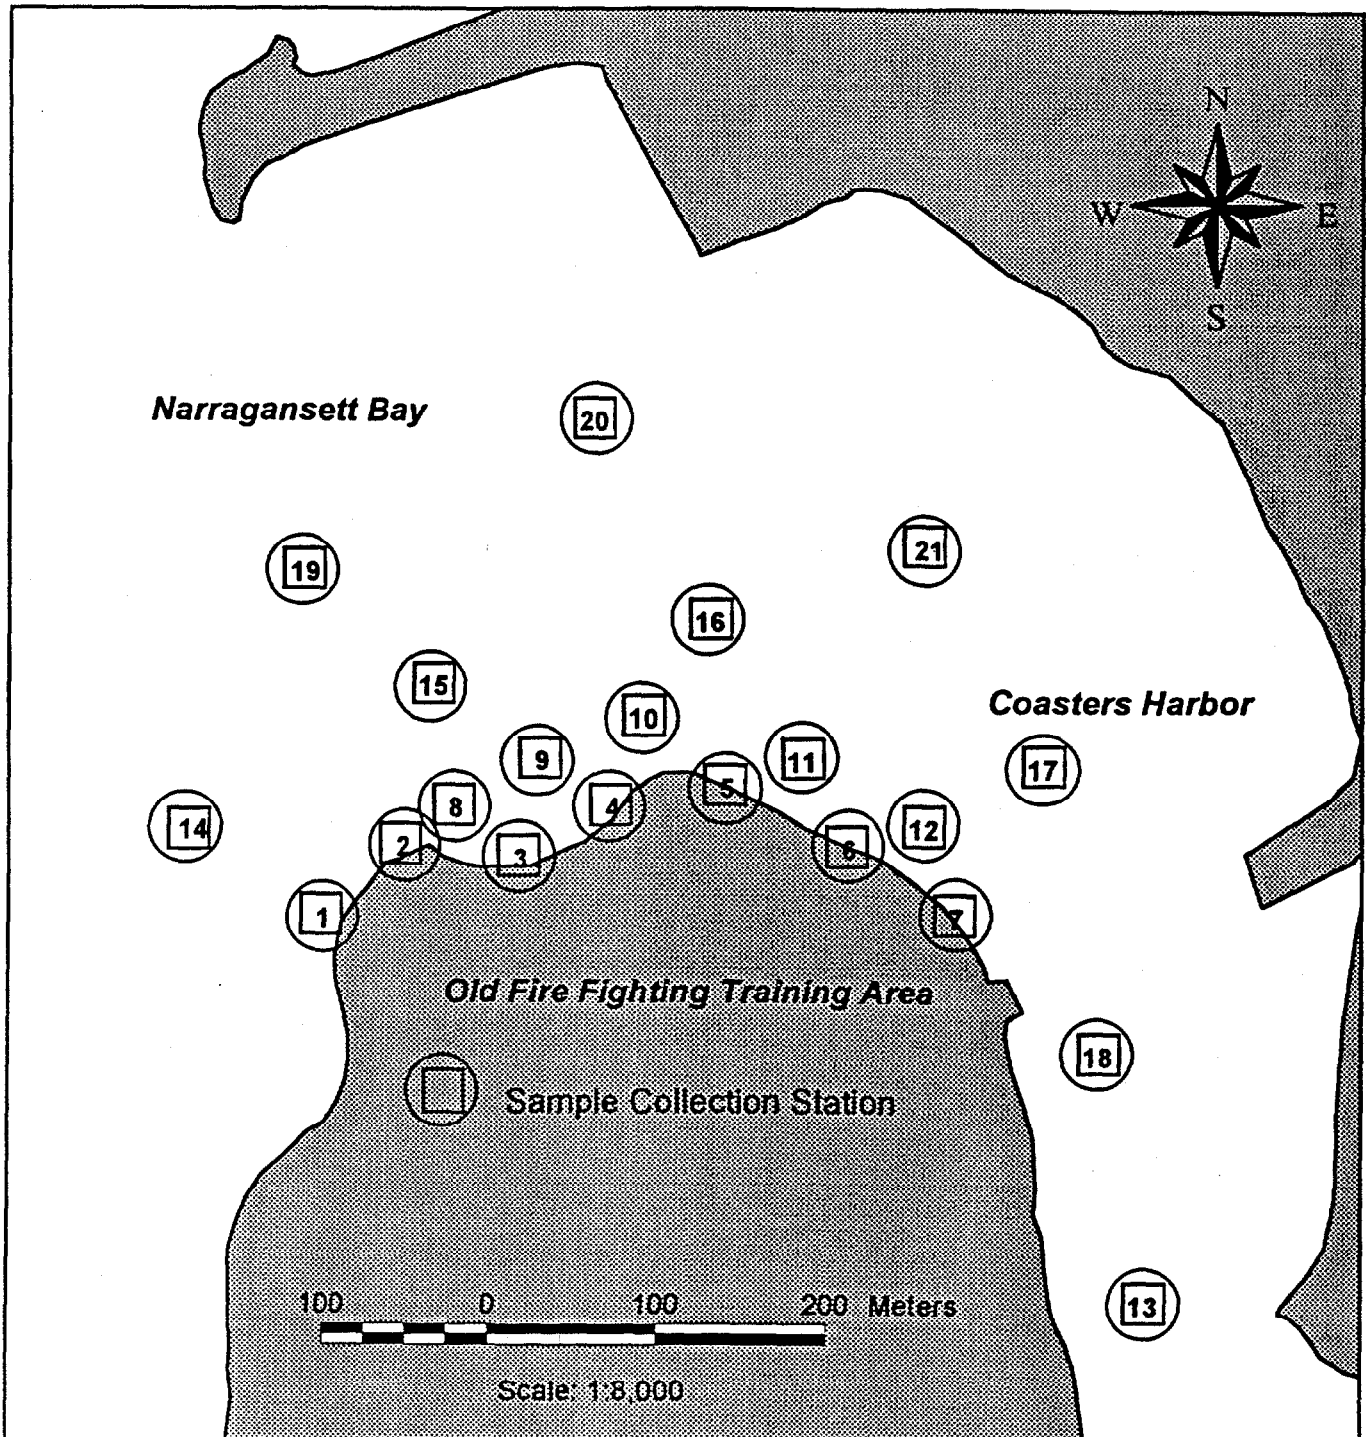 N
W E
S
Narragansett Bay
20
21
19
16
15
Coasters Harbor
10
9
11
17
8
5
4
14
12
2
6
3
1
7
Old Fire Fighting Training Area
18
Sample Collection Station
100 0 100 200 Meters
13
Scale: 1:8,000